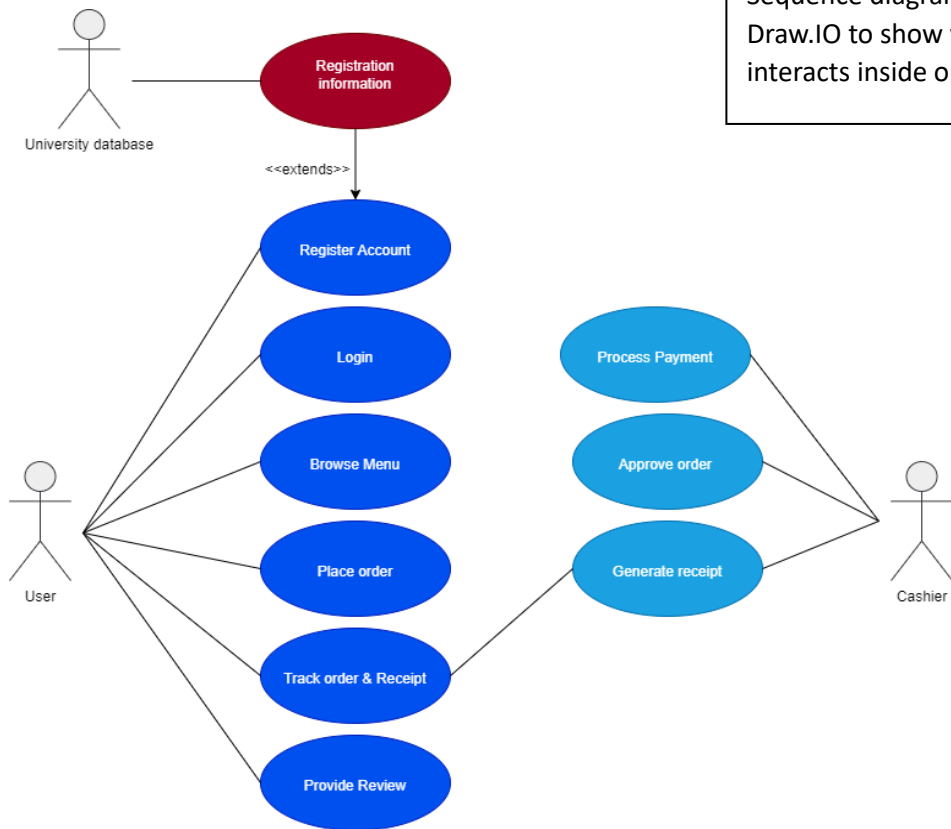 Sequence diagra
Draw.IO to show
interacts inside o
Registration
information
University database
<<extends>>
Register Account
Login
Process Payment
Browse Menu
Approve order
Place order
Generate receipt
User
Cashier
Track order & Receipt
Provide Review